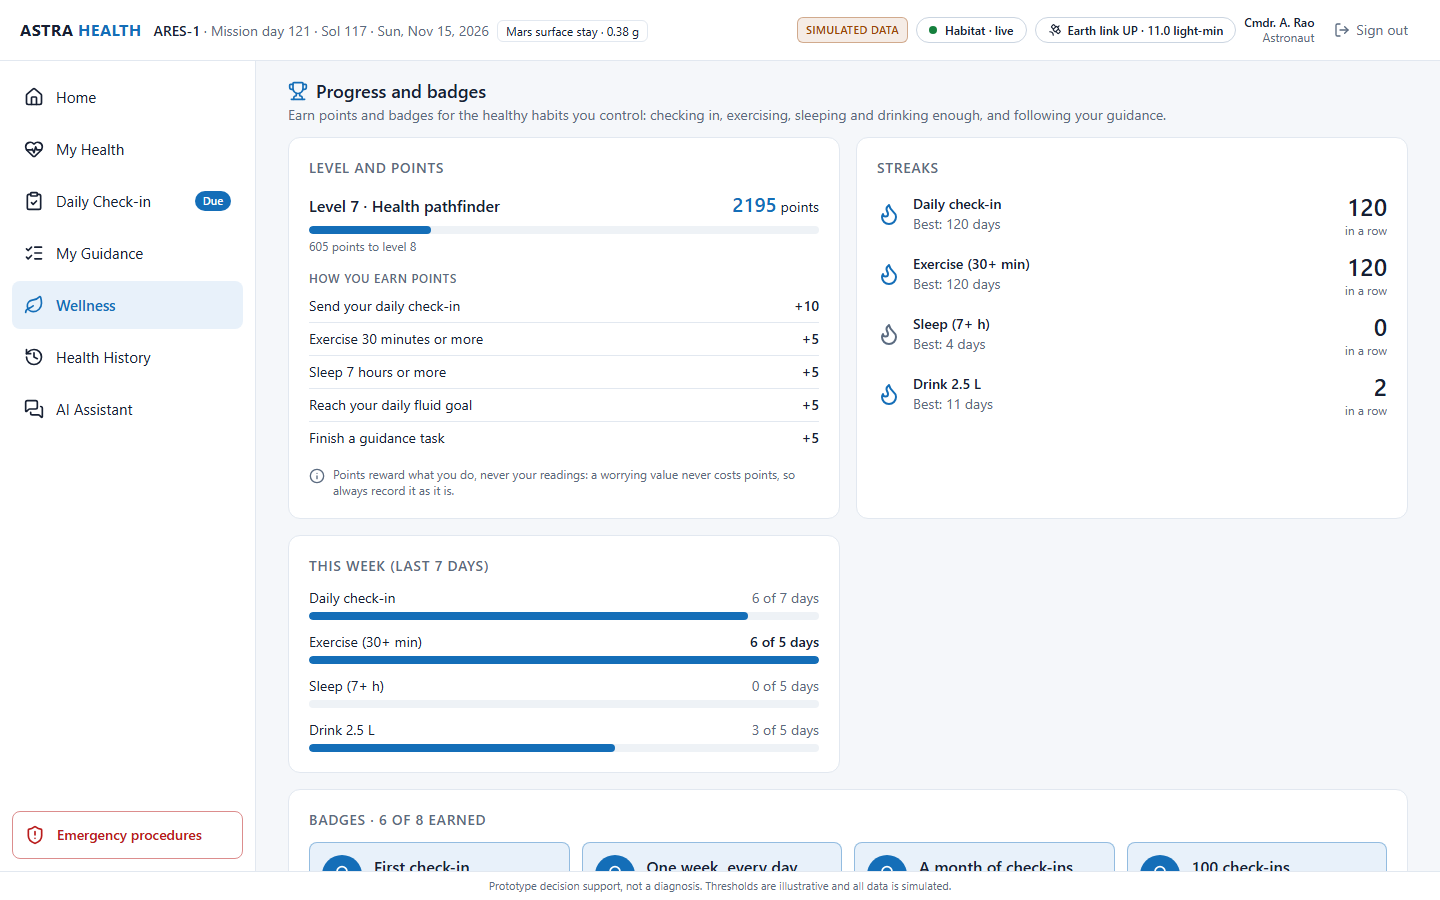 ASTRA HEALTH ARES-1 · Mission day 121 · Sol 117 · Sun, Nov 15, 2026 Mars surface stay · 0.38 g SIMULATED DATA Habitat · live Earth link UP · 11.0 light-min Cmdr. A. Rao Astronaut Sign out
Home
My Health
Daily Check-in Due
My Guidance
Wellness
Health History
AI Assistant
Emergency procedures
Progress and badges
Earn points and badges for the healthy habits you control: checking in, exercising, sleeping and drinking enough, and following your guidance.
LEVEL AND POINTS
Level 7 · Health pathfinder 2195 points
605 points to level 8
HOW YOU EARN POINTS
Send your daily check-in +10
Exercise 30 minutes or more +5
Sleep 7 hours or more +5
Reach your daily fluid goal +5
Finish a guidance task +5
Points reward what you do, never your readings: a worrying value never costs points, so
always record it as it is.
STREAKS
Daily check-in 120
Best: 120 days in a row
Exercise (30+ min) 120
Best: 120 days in a row
Sleep (7+ h) 0
Best: 4 days in a row
Drink 2.5 L 2
Best: 11 days in a row
THIS WEEK (LAST 7 DAYS)
Daily check-in 6 of 7 days
Exercise (30+ min) 6 of 5 days
Sleep (7+ h) 0 of 5 days
Drink 2.5 L 3 of 5 days
BADGES · 6 OF 8 EARNED
First check-in One week, every day A month of check-ins 100 check-ins
Prototype decision support, not a diagnosis. Thresholds are illustrative and all data is simulated.